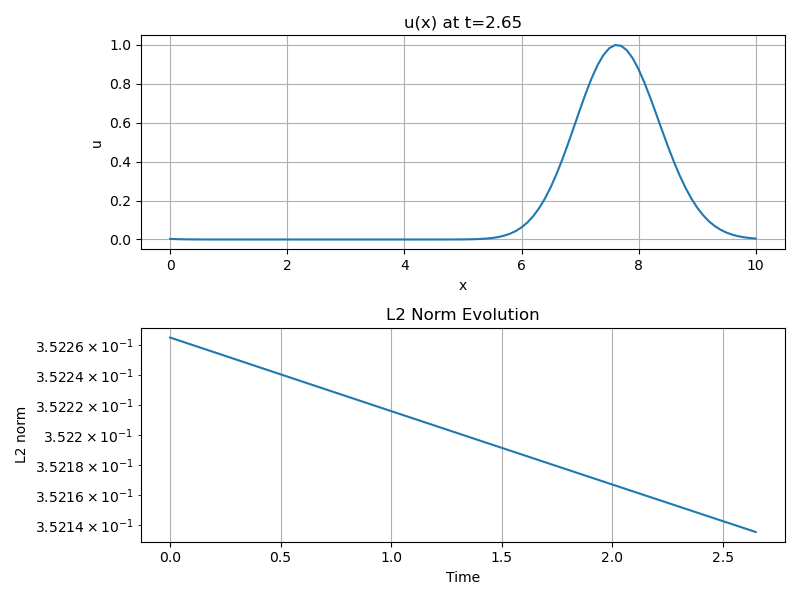 u(x) at t=2.65
1.0
0.8
0.6
0.4
0.2
0.0
u
0 2 4 6 8 10
x
L2 Norm Evolution
3.5226 × 10⁻¹
3.5224 × 10⁻¹
3.5222 × 10⁻¹
3.522 × 10⁻¹
3.5218 × 10⁻¹
3.5216 × 10⁻¹
3.5214 × 10⁻¹
L2 norm
0.0 0.5 1.0 1.5 2.0 2.5
Time